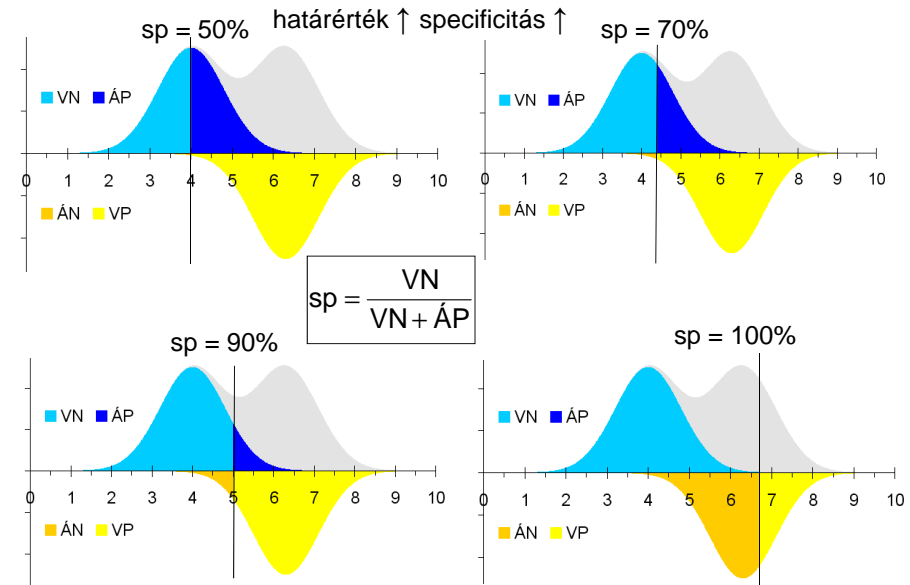 határérték ↑ specificitás ↑
sp = 50%
VN ÁP
0 1 2 3 4 5 6 7 8 9 10
ÁN VP
sp = 70%
VN ÁP
0 1 2 3 4 5 6 7 8 9 10
ÁN VP
sp = VN / (VN + ÁP)
sp = 90%
VN ÁP
0 1 2 3 4 5 6 7 8 9 10
ÁN VP
sp = 100%
VN ÁP
0 1 2 3 4 5 6 7 8 9 10
ÁN VP